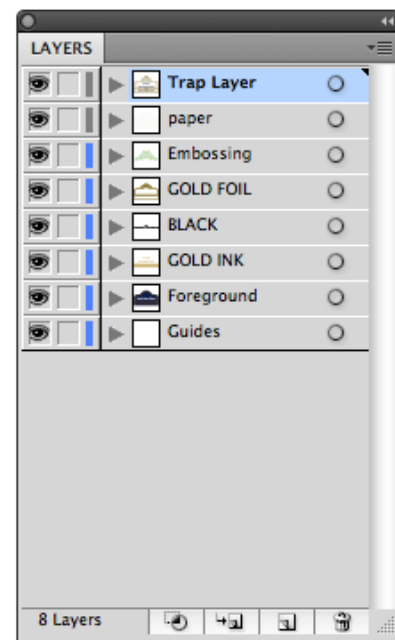 LAYERS
Trap Layer
paper
Embossing
GOLD FOIL
BLACK
GOLD INK
Foreground
Guides
8 Layers